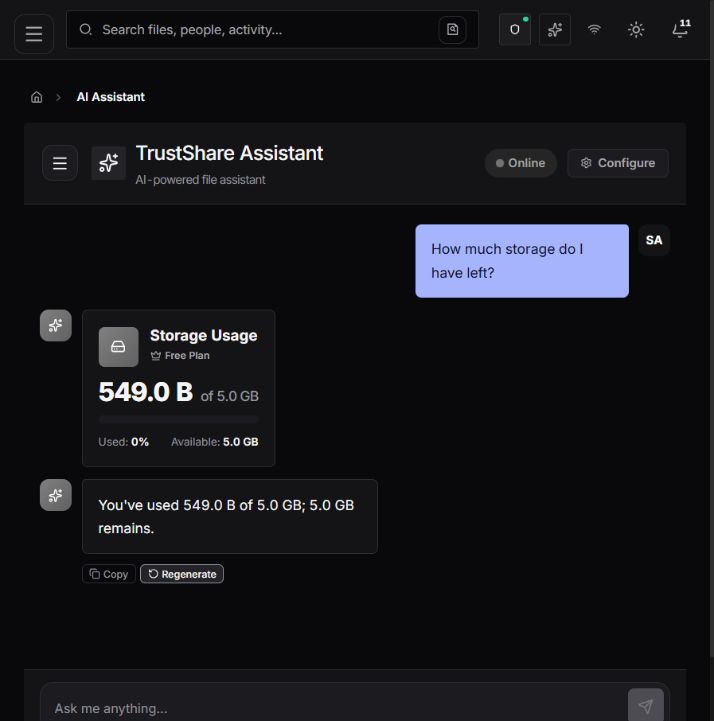 Search files, people, activity...
11
AI Assistant
TrustShare Assistant
AI-powered file assistant
Online
Configure
How much storage do I
have left?
SA
Storage Usage
Free Plan
549.0 B of 5.0 GB
Used: 0% Available: 5.0 GB
You've used 549.0 B of 5.0 GB; 5.0 GB
remains.
Copy
Regenerate
Ask me anything...